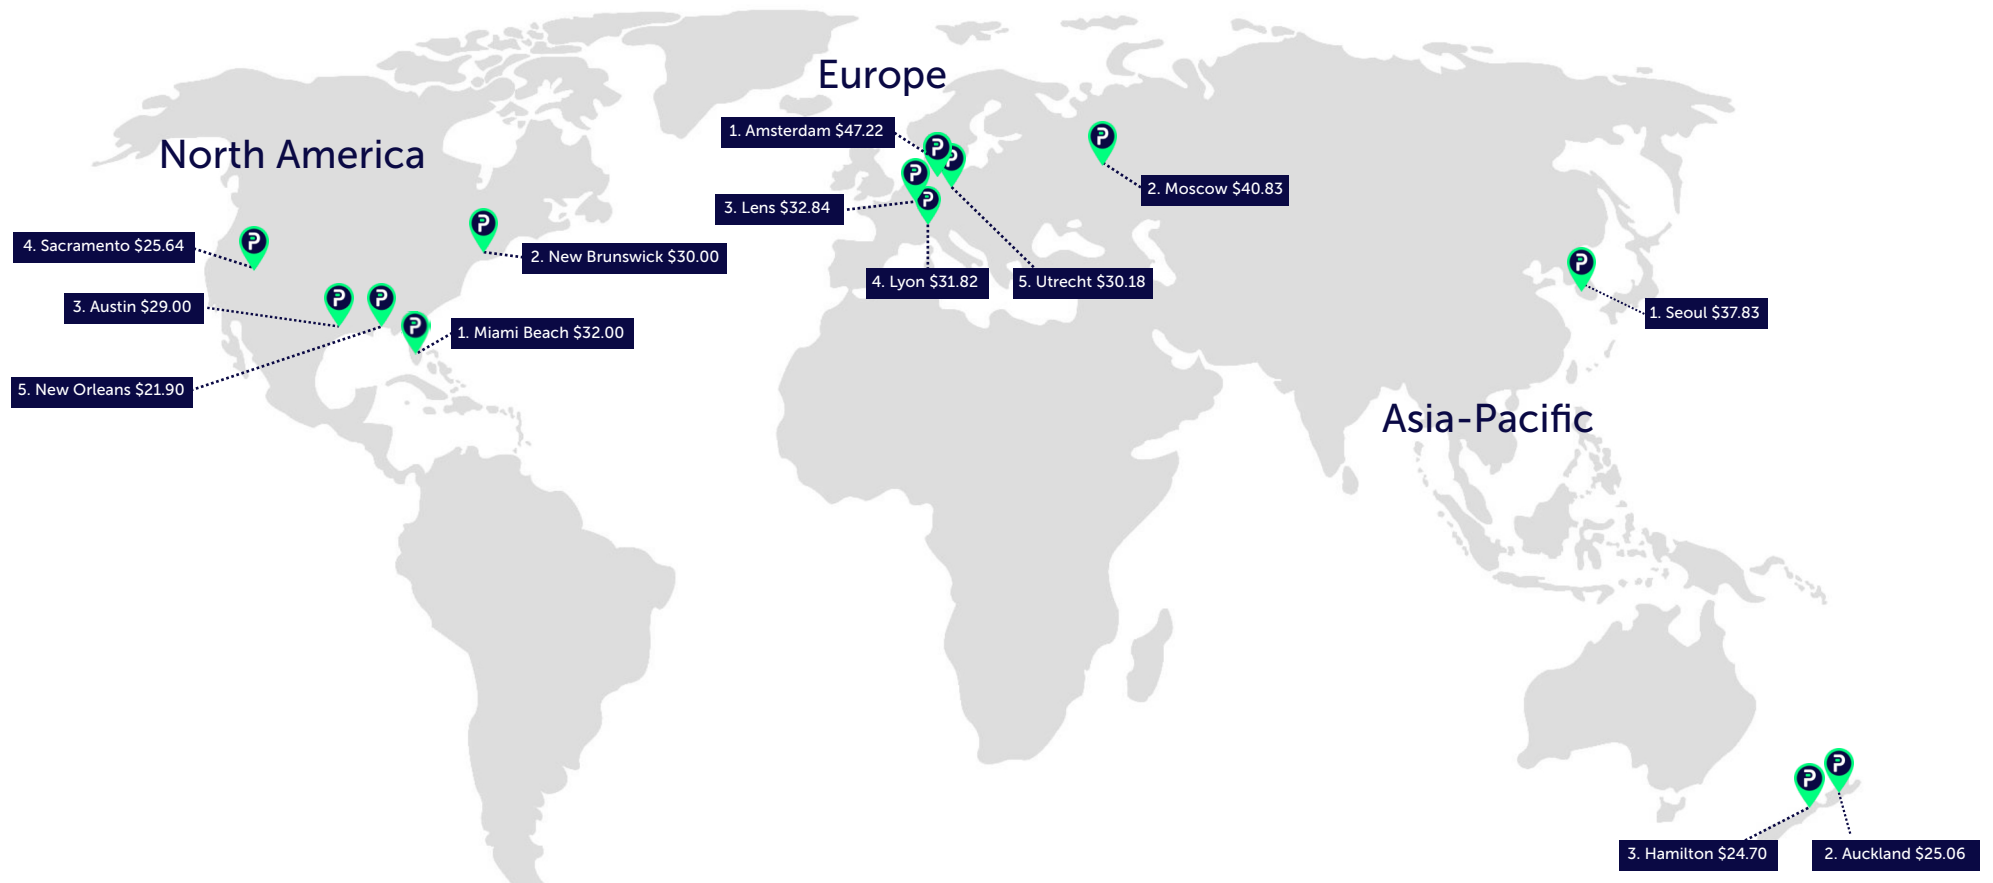 Europe
1. Amsterdam $47.22
North America
2. Moscow $40.83
3. Lens $32.84
4. Sacramento $25.64
2. New Brunswick $30.00
4. Lyon $31.82
5. Utrecht $30.18
3. Austin $29.00
1. Seoul $37.83
1. Miami Beach $32.00
5. New Orleans $21.90
Asia-Pacific
3. Hamilton $24.70
2. Auckland $25.06